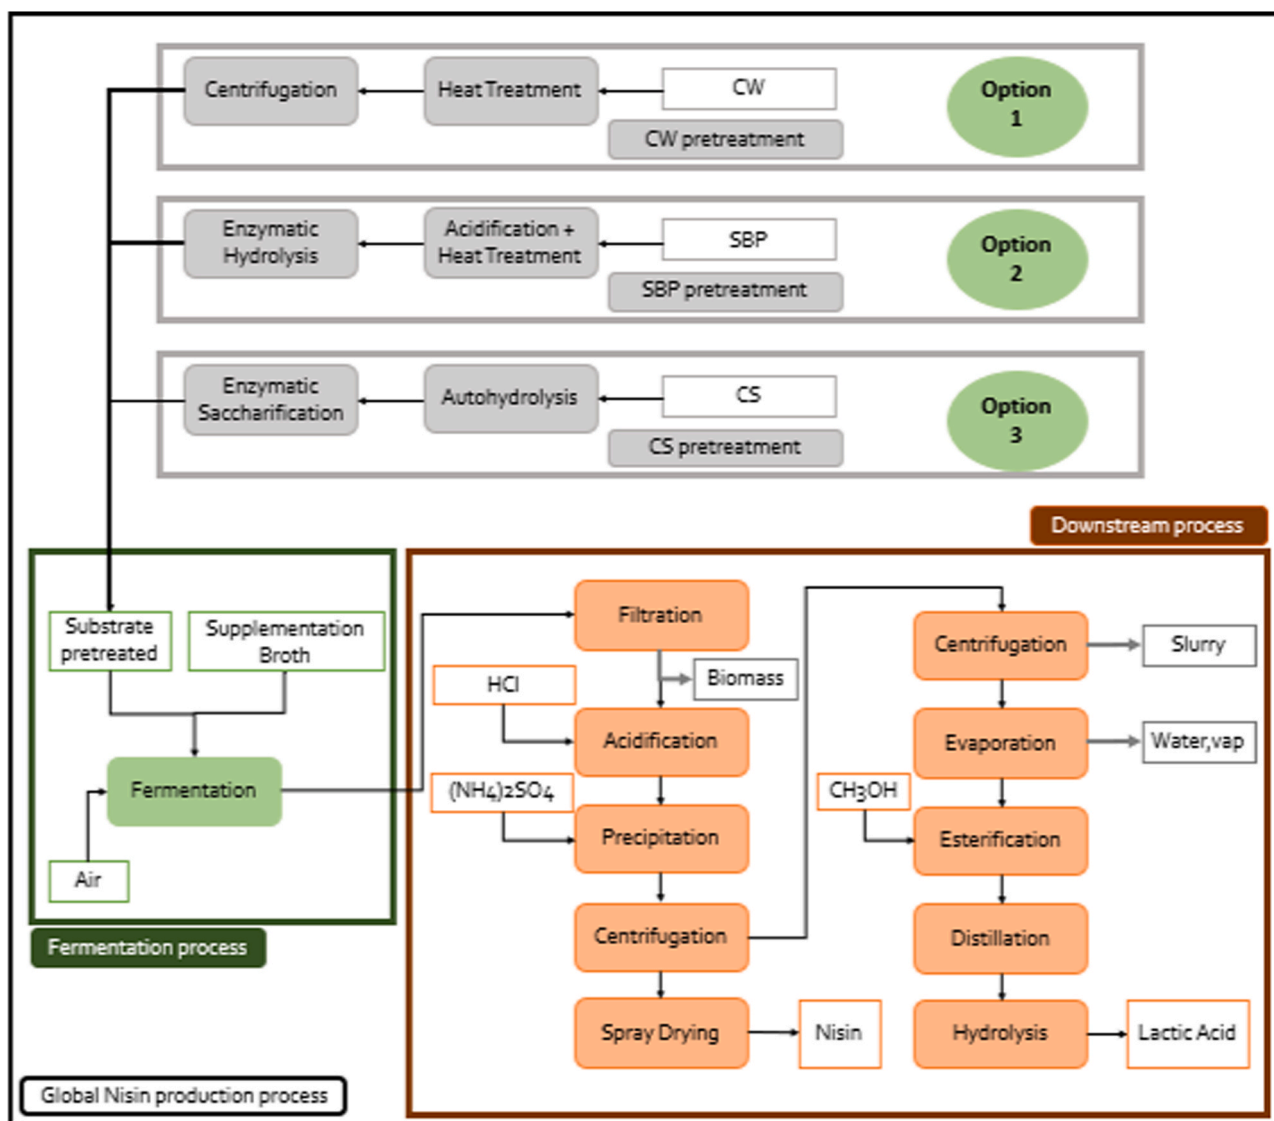 Centrifugation
Heat Treatment
CW
CW pretreatment
Option
1
Enzymatic
Hydrolysis
Acidification +
Heat Treatment
SBP
SBP pretreatment
Option
2
Enzymatic
Saccharification
Autohydrolysis
CS
CS pretreatment
Option
3
Downstream process
Substrate
pretreated
Supplementation
Broth
Fermentation
Air
Fermentation process
Filtration
Biomass
HCl
Acidification
(NH4)2SO4
Precipitation
Centrifugation
Spray Drying
Nisin
Centrifugation
Slurry
Evaporation
Water,vap
CH3OH
Esterification
Distillation
Hydrolysis
Lactic Acid
Global Nisin production process